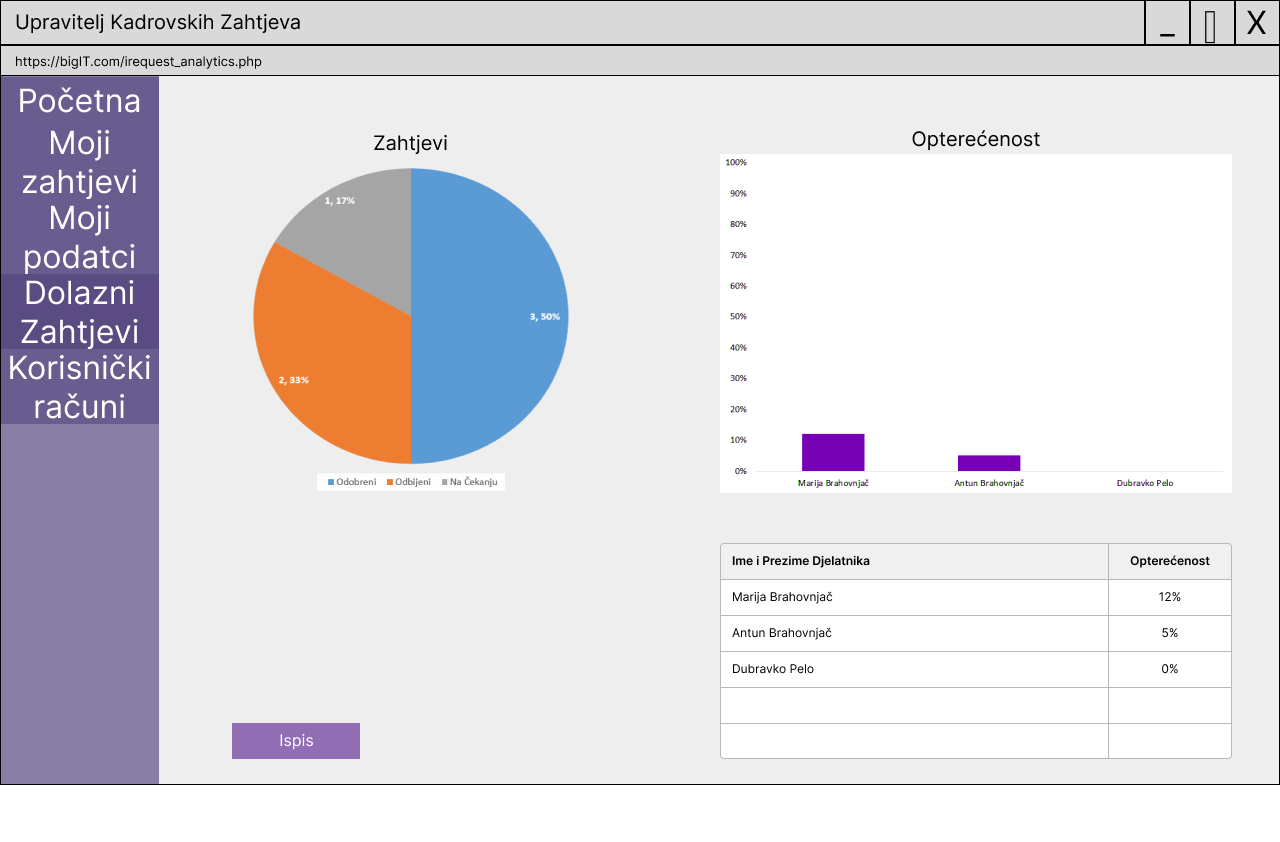 Upravitelj Kadrovskih Zahtjeva
_
X
https://bigIT.com/irequest_analytics.php
Početna
Moji
zahtjevi
Moji
podatci
Dolazni
Zahtjevi
Korisnički
računi
Zahtjevi
1, 17%
3, 50%
2, 33%
Odobreni Odbijeni Na Čekanju
Ispis
Opterećenost
100%
90%
80%
70%
60%
50%
40%
30%
20%
10%
0%
Marija Brahovnjač Antun Brahovnjač Dubravko Pelo
Ime i Prezime Djelatnika Opterećenost
Marija Brahovnjač 12%
Antun Brahovnjač 5%
Dubravko Pelo 0%